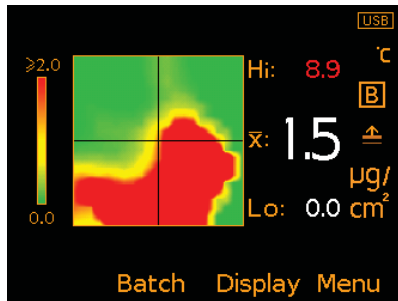 USB
≥2.0
°C
Hi: 8.9
B
x̄: 1.5
µg/cm²
Lo: 0.0
0.0
Batch Display Menu